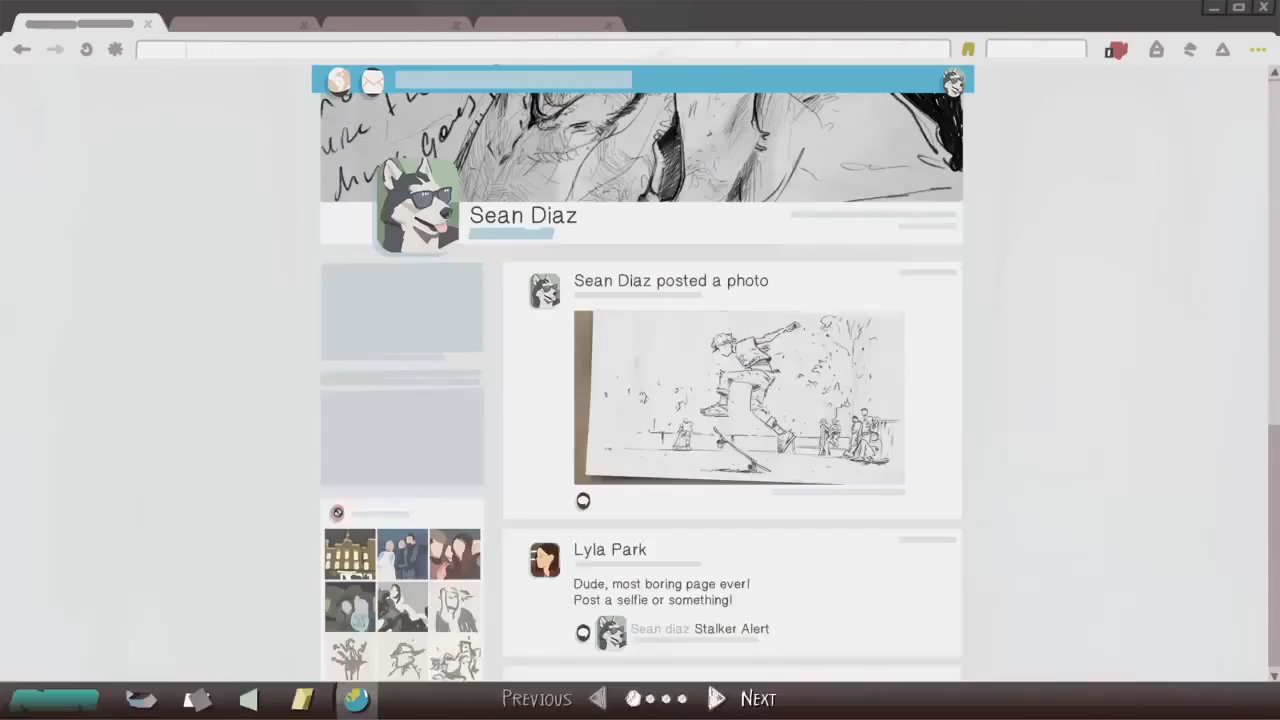 Sean Diaz
Sean Diaz posted a photo
Lyla Park
Dude, most boring page ever!
Post a selfie or something!
Sean diaz Stalker Alert
PREVIOUS
NEXT